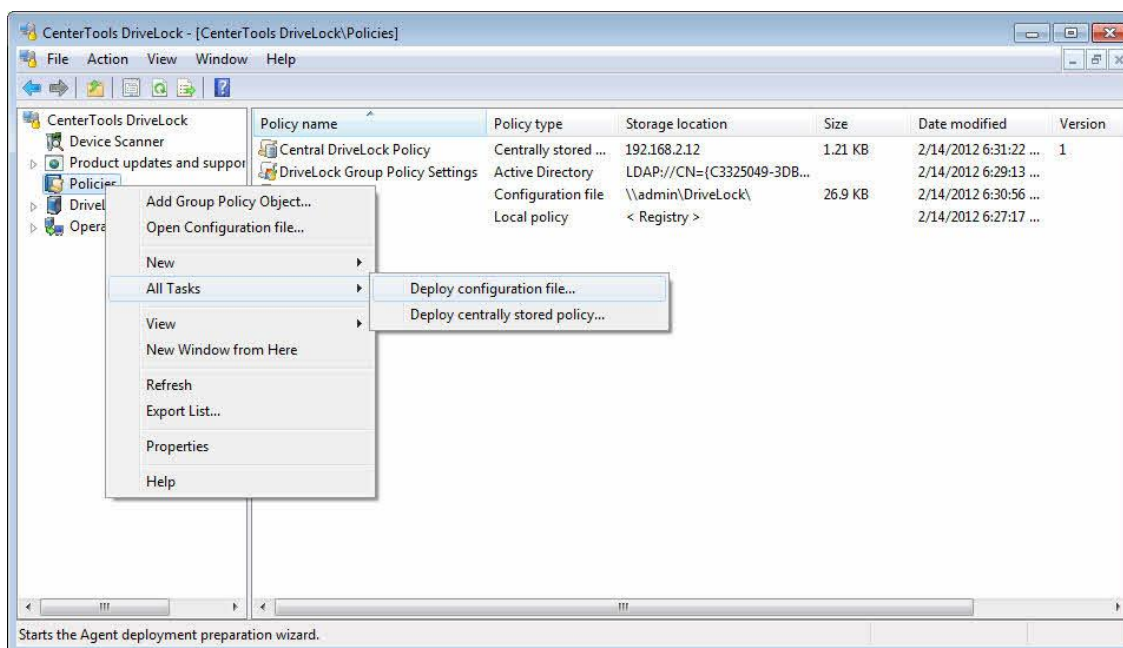 CenterTools DriveLock - [CenterTools DriveLock\Policies]
File Action View Window Help
CenterTools DriveLock
Device Scanner
Product updates and suppor
Policies
Drivel
Opera
Policy name Policy type Storage location Size Date modified Version
Central DriveLock Policy Centrally stored ... 192.168.2.12 1.21 KB 2/14/2012 6:31:22 ... 1
DriveLock Group Policy Settings Active Directory LDAP://CN={C3325049-3DB... 2/14/2012 6:29:13 ...
Configuration file \\admin\DriveLock\ 26.9 KB 2/14/2012 6:30:56 ...
Local policy < Registry > 2/14/2012 6:27:17 ...
Add Group Policy Object...
Open Configuration file...
New
All Tasks
View
New Window from Here
Refresh
Export List...
Properties
Help
Deploy configuration file...
Deploy centrally stored policy...
Starts the Agent deployment preparation wizard.